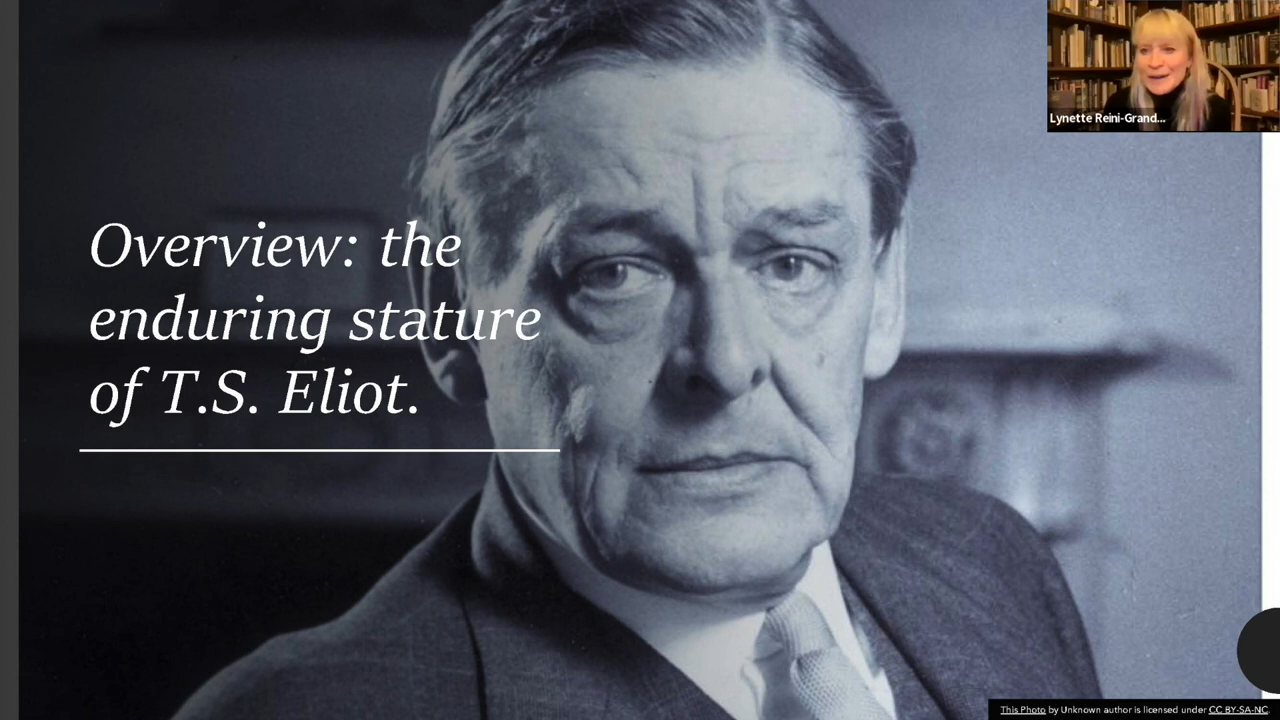 Overview: the
enduring stature
of T.S. Eliot.
Lynette Reini-Grand...
This Photo by Unknown author is licensed under CC BY-SA-NC.